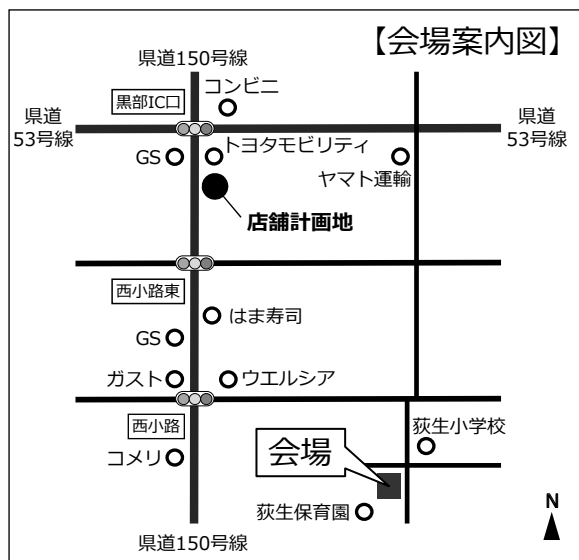 【会場案内図】
県道150号線
コンビニ
黒部IC口
県道
53号線
県道
53号線
GS
トヨタモビリティ
ヤマト運輸
店舗計画地
西小路東
はま寿司
GS
ガスト
ウエルシア
西小路
荻生小学校
会場
コメリ
荻生保育園
N
県道150号線